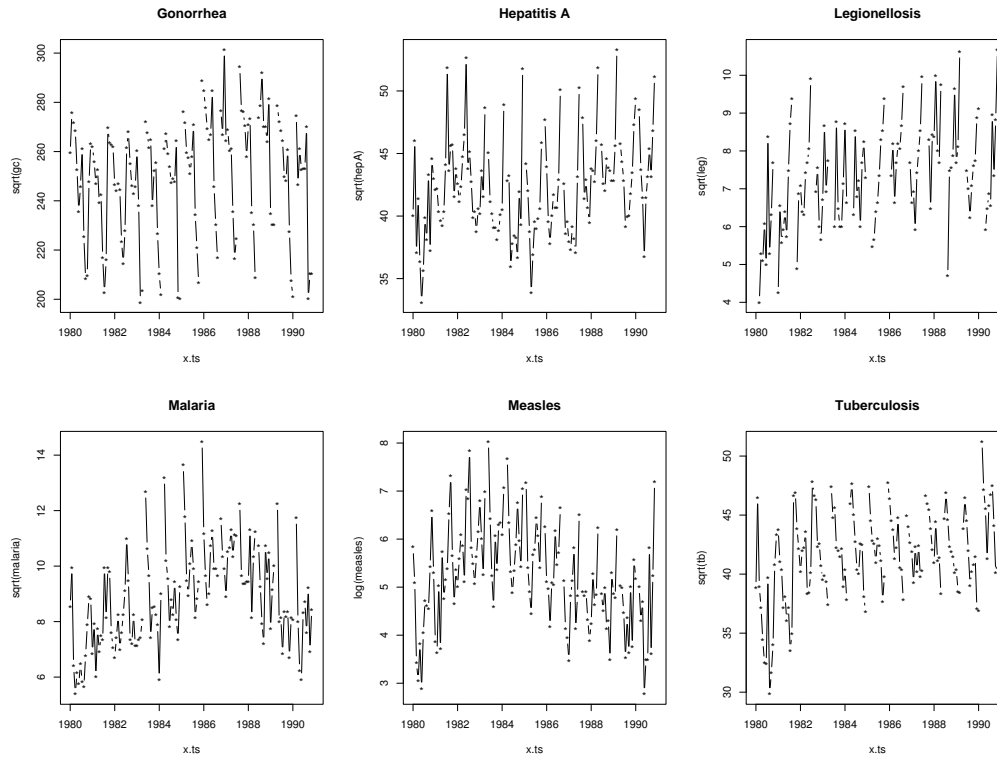 Gonorrhea
sqrt(gc)
300
280
260
240
220
200
1980 1982 1984 1986 1988 1990
x.ts
Hepatitis A
sqrt(hepA)
50
45
40
35
1980 1982 1984 1986 1988 1990
x.ts
Legionellosis
sqrt(leg)
10
9
8
7
6
5
4
1980 1982 1984 1986 1988 1990
x.ts
Malaria
sqrt(malaria)
14
12
10
8
6
1980 1982 1984 1986 1988 1990
x.ts
Measles
log(measles)
8
7
6
5
4
3
1980 1982 1984 1986 1988 1990
x.ts
Tuberculosis
sqrt(tb)
50
45
40
35
30
1980 1982 1984 1986 1988 1990
x.ts